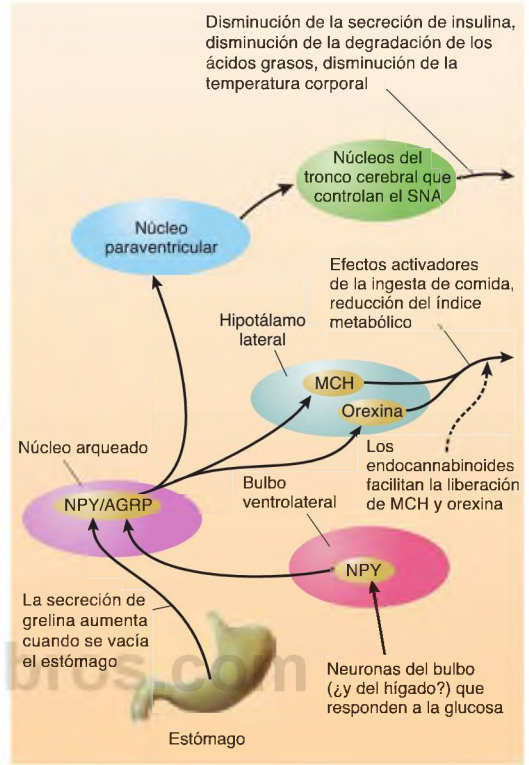 Disminución de la secreción de insulina,
disminución de la degradación de los
ácidos grasos, disminución de la
temperatura corporal
Núcleos del
tronco cerebral que
controlan el SNA
Núcleo
paraventricular
Efectos activadores
de la ingesta de comida,
reducción del índice
metabólico
Hipotálamo
lateral
MCH
Orexina
Los
endocannabinoides
facilitan la liberación
de MCH y orexina
Núcleo arqueado
NPY/AGRP
Bulbo
ventrolateral
NPY
La secreción de
grelina aumenta
cuando se vacía
el estómago
Neuronas del bulbo
(¿y del hígado?) que
responden a la glucosa
Estómago
bros.com